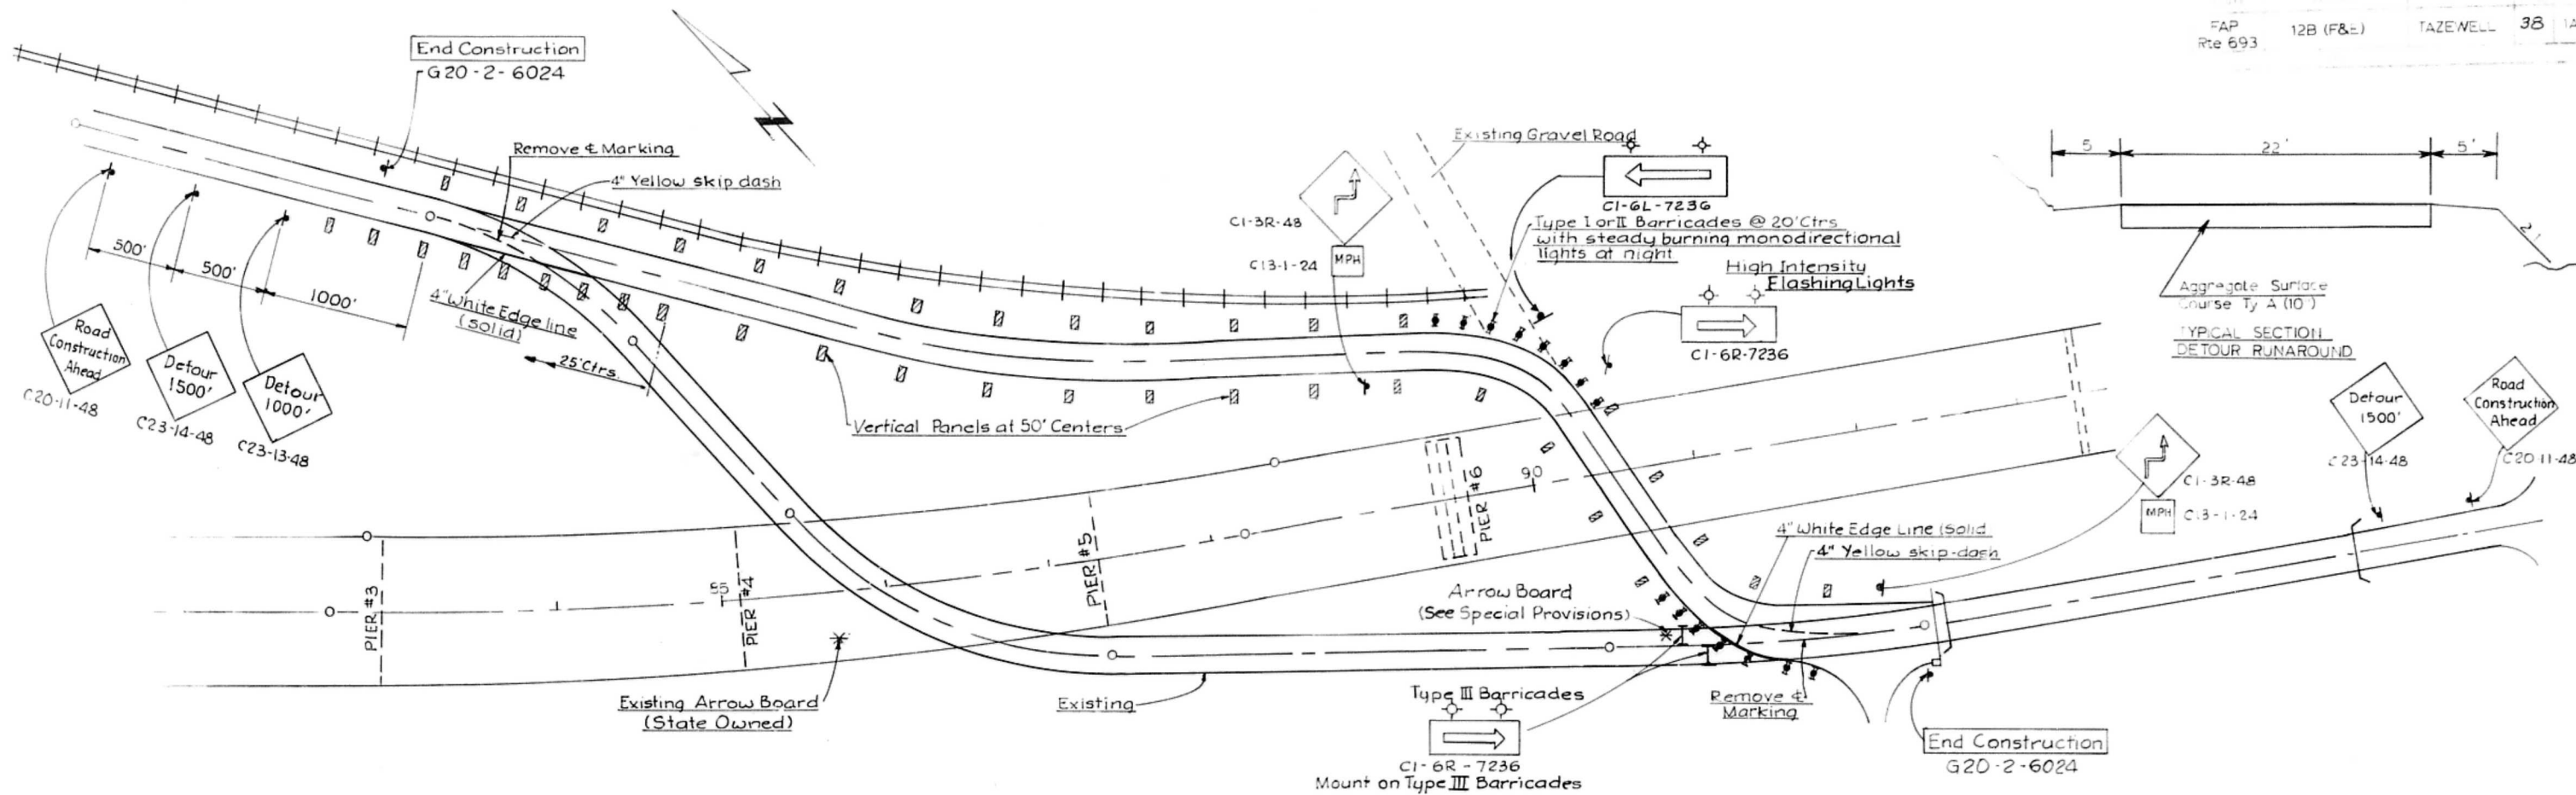 FAP
Rte 693
12B (F&E)
TAZEWELL
38
End Construction
G20-2-6024
Remove ℄ Marking
4" Yellow skip dash
500'
500'
1000'
4" White Edge line
(solid)
25' Ctrs.
Road
Construction
Ahead
C20-11-48
Detour
1500'
C23-14-48
Detour
1000'
C23-13-48
Vertical Panels at 50' Centers
Existing Gravel Road
C1-3R-48
C13-1-24
MPH
C1-6L-7236
Type I or II Barricades @ 20' Ctrs
with steady burning monodirectional
lights at night
High Intensity
Flashing Lights
C1-6R-7236
5
22'
5'
2:1
Aggregate Surface
Course Ty A (10")
TYPICAL SECTION
DETOUR RUNAROUND
Detour
1500'
C23-14-48
Road
Construction
Ahead
C20-11-48
C1-3R-48
MPH
C13-1-24
PIER #3
85
PIER #4
PIER #5
PIER #6
90
4" White Edge Line (Solid
4" Yellow skip-dash
Arrow Board
(See Special Provisions)
Existing Arrow Board
(State Owned)
Existing
Type III Barricades
C1-6R-7236
Mount on Type III Barricades
Remove ℄
Marking
End Construction
G20-2-6024